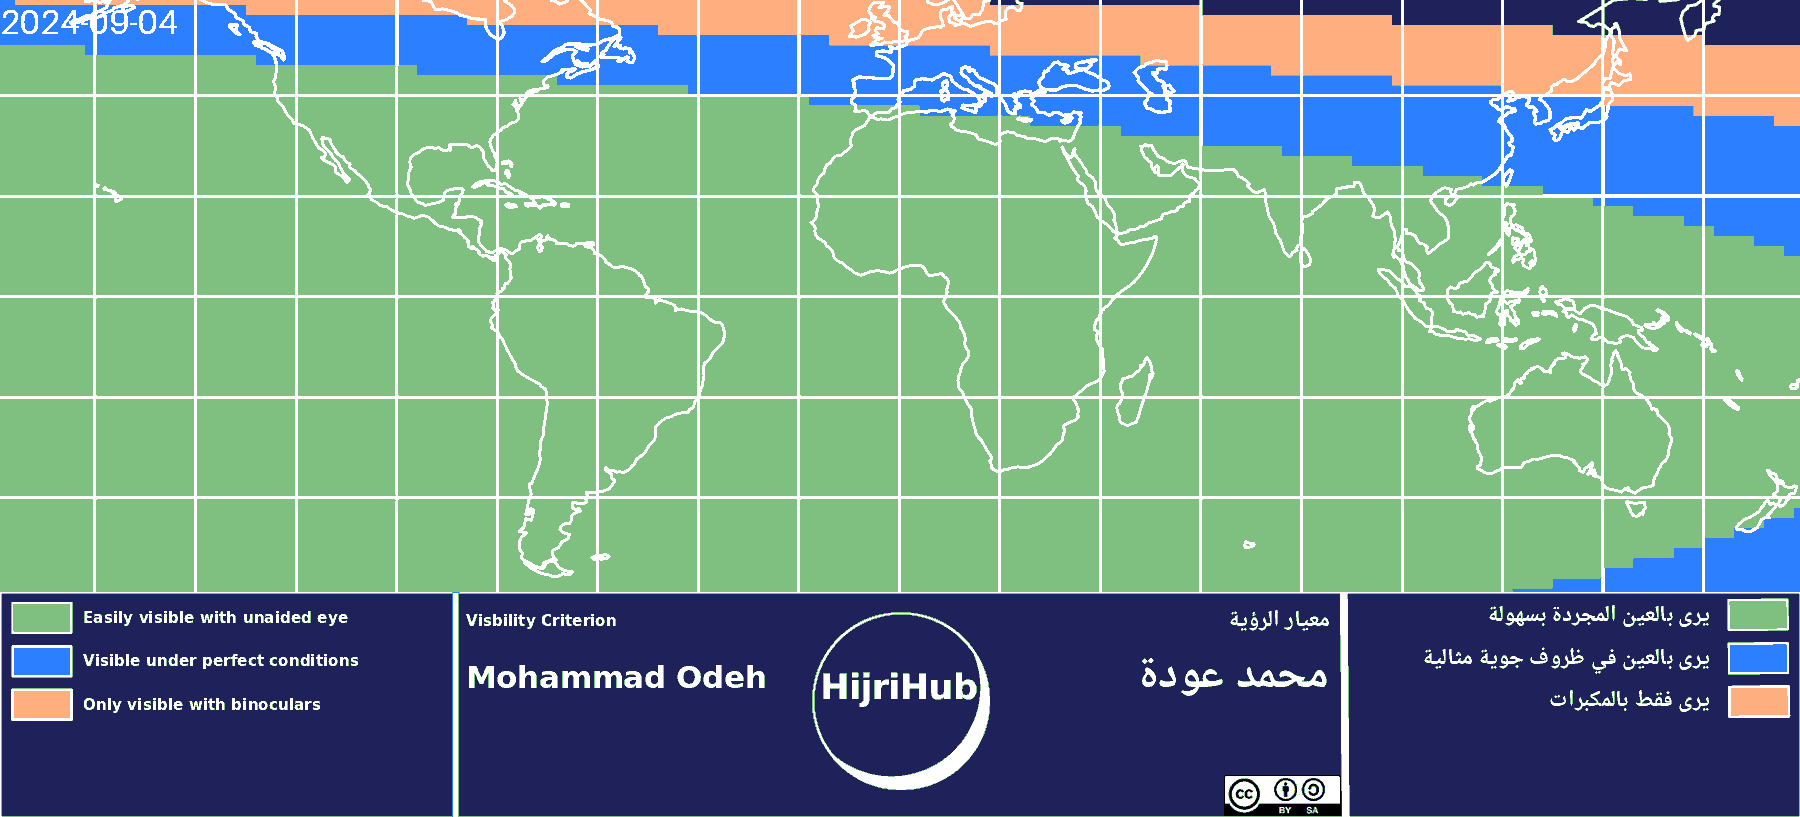 2024-09-04
Easily visible with unaided eye
Visible under perfect conditions
Only visible with binoculars
Visbility Criterion
Mohammad Odeh
HijriHub
معيار الرؤية
محمد عودة
cc
BY SA
يرى بالعين المجردة بسهولة
يرى بالعين في ظروف جوية مثالية
يرى فقط بالمكبرات